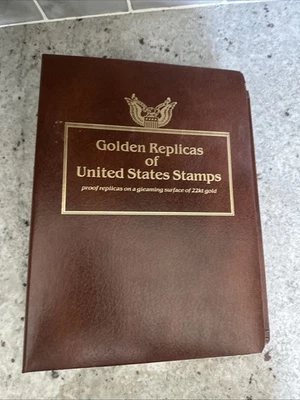 Golden Replicas
of
United States Stamps
proof replicas on a gleaming surface of 22kt gold